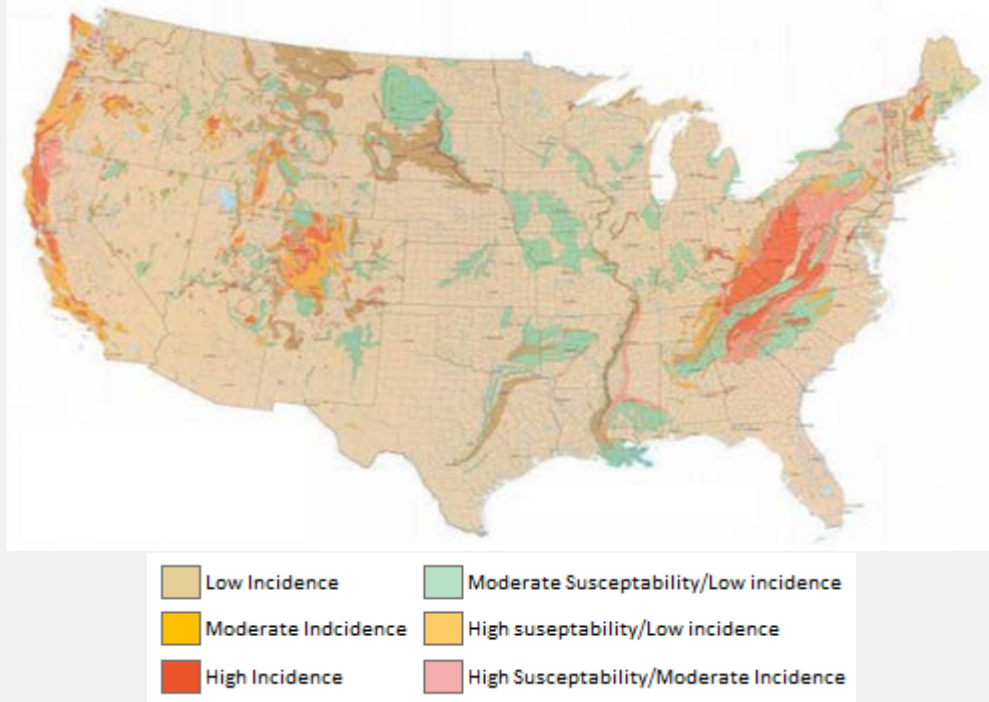 Low Incidence
Moderate Susceptability/Low incidence
Moderate Indcidence
High suseptability/Low incidence
High Incidence
High Susceptability/Moderate Incidence